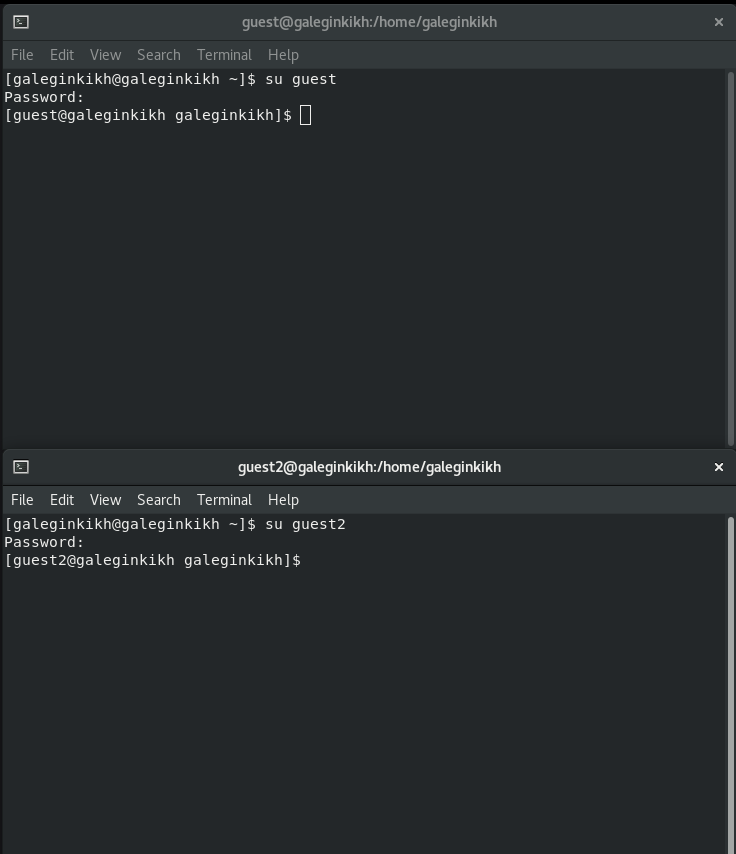 guest@galeginkikh:/home/galeginkikh ×
File Edit View Search Terminal Help
[galeginkikh@galeginkikh ~]$ su guest
Password:
[guest@galeginkikh galeginkikh]$
guest2@galeginkikh:/home/galeginkikh ×
File Edit View Search Terminal Help
[galeginkikh@galeginkikh ~]$ su guest2
Password:
[guest2@galeginkikh galeginkikh]$